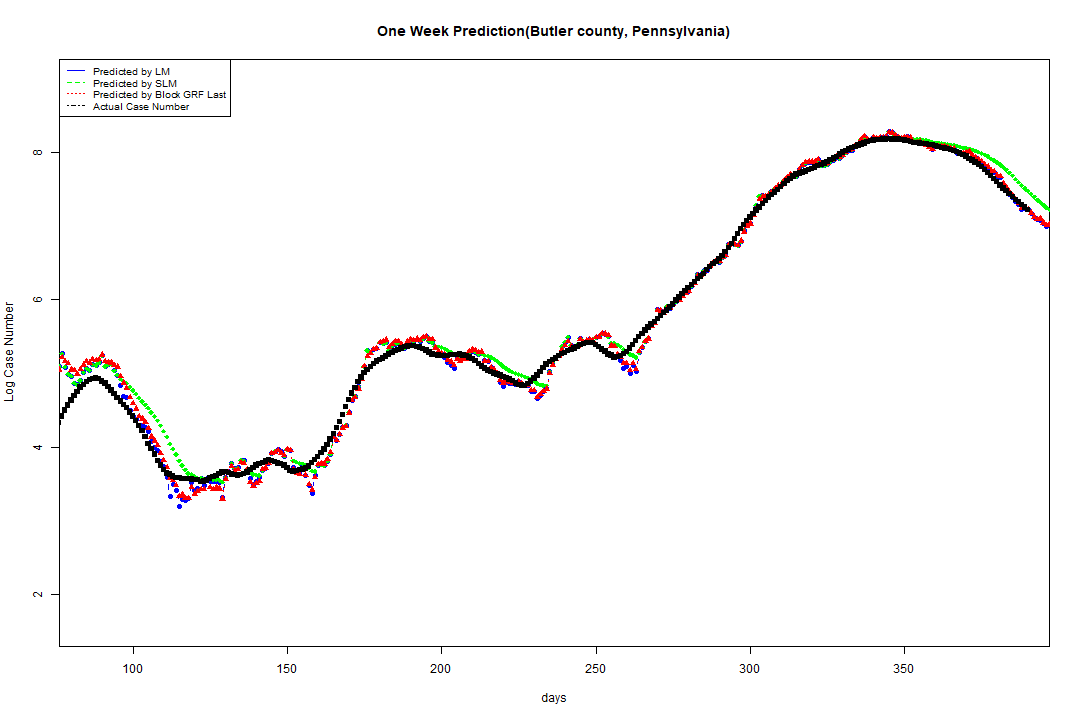 One Week Prediction(Butler county, Pennsylvania)
Predicted by LM
Predicted by SLM
Predicted by Block GRF Last
Actual Case Number
8
6
4
2
Log Case Number
100 150 200 250 300 350
days